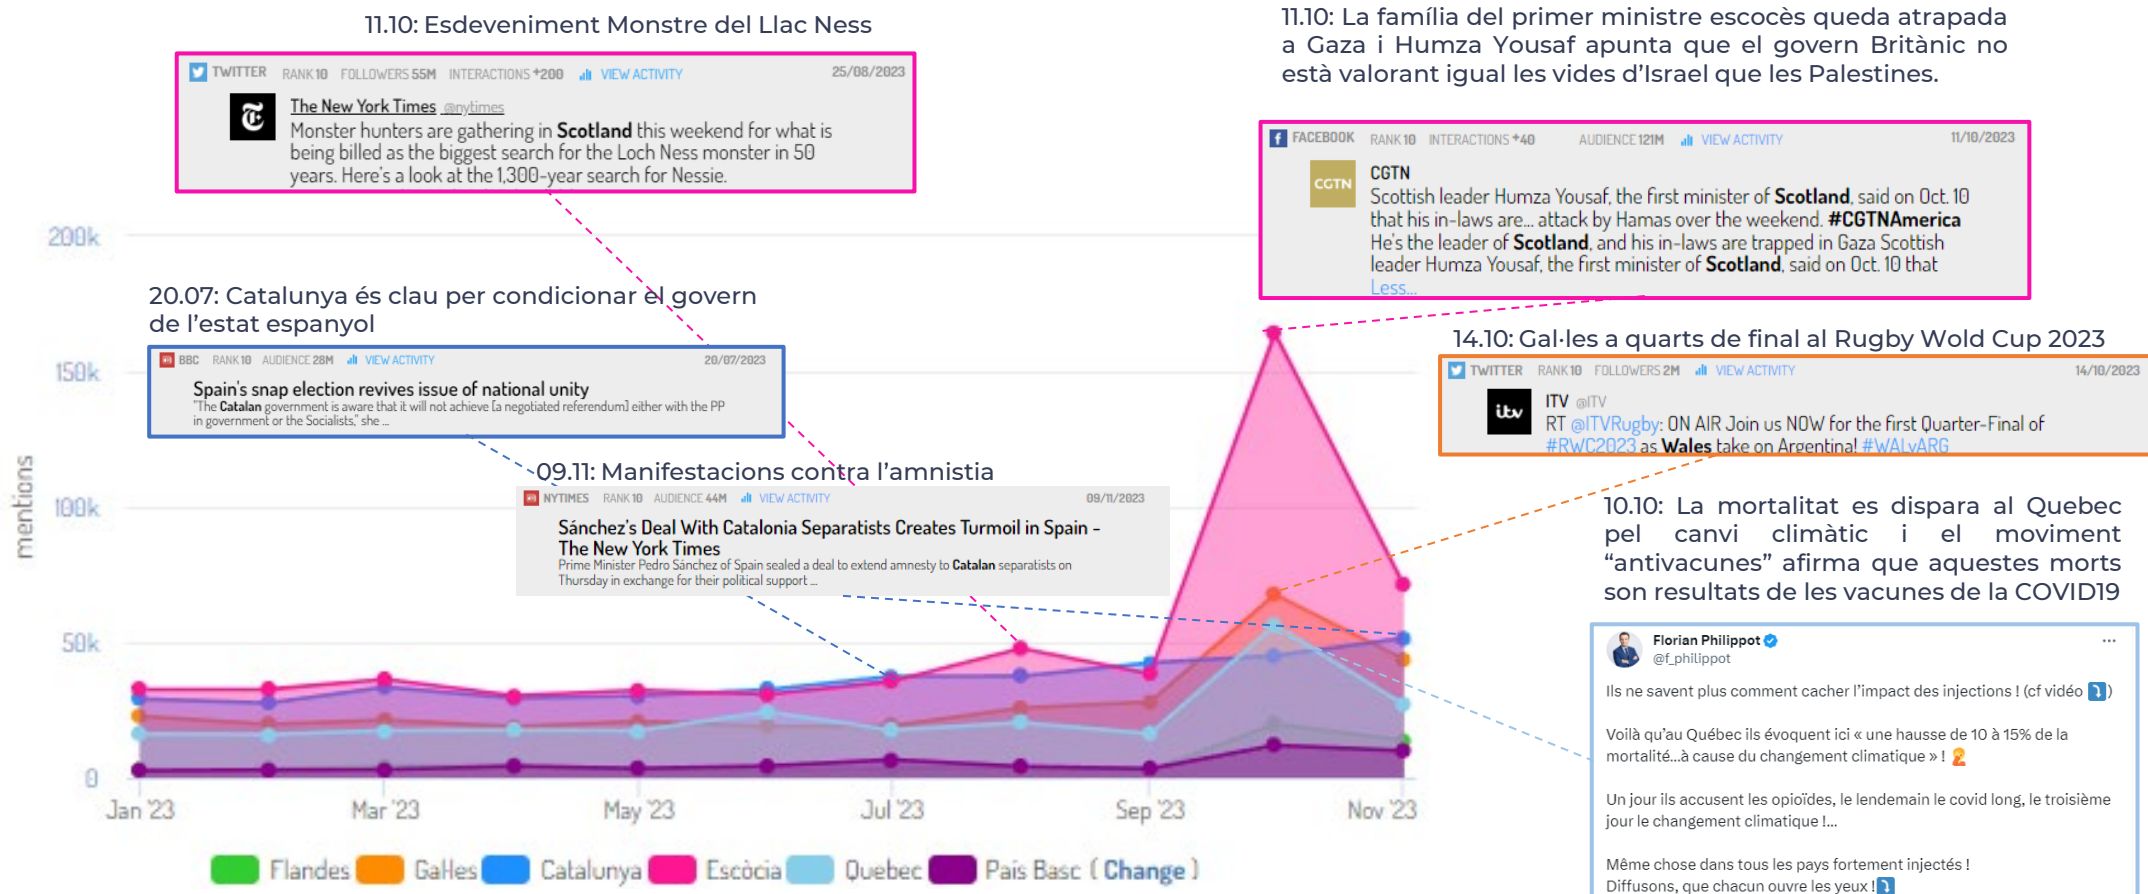 11.10: Esdeveniment Monstre del Llac Ness
TWITTER RANK 10 FOLLOWERS 55M INTERACTIONS +200 VIEW ACTIVITY 25/08/2023
The New York Times @nytimes
Monster hunters are gathering in Scotland this weekend for what is
being billed as the biggest search for the Loch Ness monster in 50
years. Here's a look at the 1,300-year search for Nessie.
11.10: La família del primer ministre escocès queda atrapada
a Gaza i Humza Yousaf apunta que el govern Britànic no
està valorant igual les vides d'Israel que les Palestines.
FACEBOOK RANK 10 INTERACTIONS +40 AUDIENCE 121M VIEW ACTIVITY 11/10/2023
CGTN
CGTN
Scottish leader Humza Yousaf, the first minister of Scotland, said on Oct. 10
that his in-laws are... attack by Hamas over the weekend. #CGTNAmerica
He's the leader of Scotland, and his in-laws are trapped in Gaza Scottish
leader Humza Yousaf, the first minister of Scotland, said on Oct. 10 that
Less...
20.07: Catalunya és clau per condicionar el govern
de l'estat espanyol
BBC RANK 10 AUDIENCE 28M VIEW ACTIVITY 20/07/2023
Spain's snap election revives issue of national unity
"The Catalan government is aware that it will not achieve [a negotiated referendum] either with the PP
in government or the Socialists," she ...
14.10: Gal·les a quarts de final al Rugby Wold Cup 2023
TWITTER RANK 10 FOLLOWERS 2M VIEW ACTIVITY 14/10/2023
itv
ITV @ITV
RT @ITVRugby: ON AIR Join us NOW for the first Quarter-Final of
#RWC2023 as Wales take on Argentina! #WALvARG
09.11: Manifestacions contra l'amnistia
NYTIMES RANK 10 AUDIENCE 44M VIEW ACTIVITY 09/11/2023
Sánchez's Deal With Catalonia Separatists Creates Turmoil in Spain -
The New York Times
Prime Minister Pedro Sánchez of Spain sealed a deal to extend amnesty to Catalan separatists on
Thursday in exchange for their political support ...
10.10: La mortalitat es dispara al Quebec
pel canvi climàtic i el moviment
"antivacunes" afirma que aquestes morts
son resultats de les vacunes de la COVID19
Florian Philippot
@f_philippot
Ils ne savent plus comment cacher l'impact des injections ! (cf vidéo ⤵️)
Voilà qu'au Québec ils évoquent ici « une hausse de 10 à 15% de la
mortalité...à cause du changement climatique » !
Un jour ils accusent les opioïdes, le lendemain le covid long, le troisième
jour le changement climatique !...
Même chose dans tous les pays fortement injectés !
Diffusons, que chacun ouvre les yeux !⤵️
mentions
200k
150k
100k
50k
0
Jan '23 Mar '23 May '23 Jul '23 Sep '23 Nov '23
Flandes Gal·les Catalunya Escòcia Quebec País Basc ( Change )